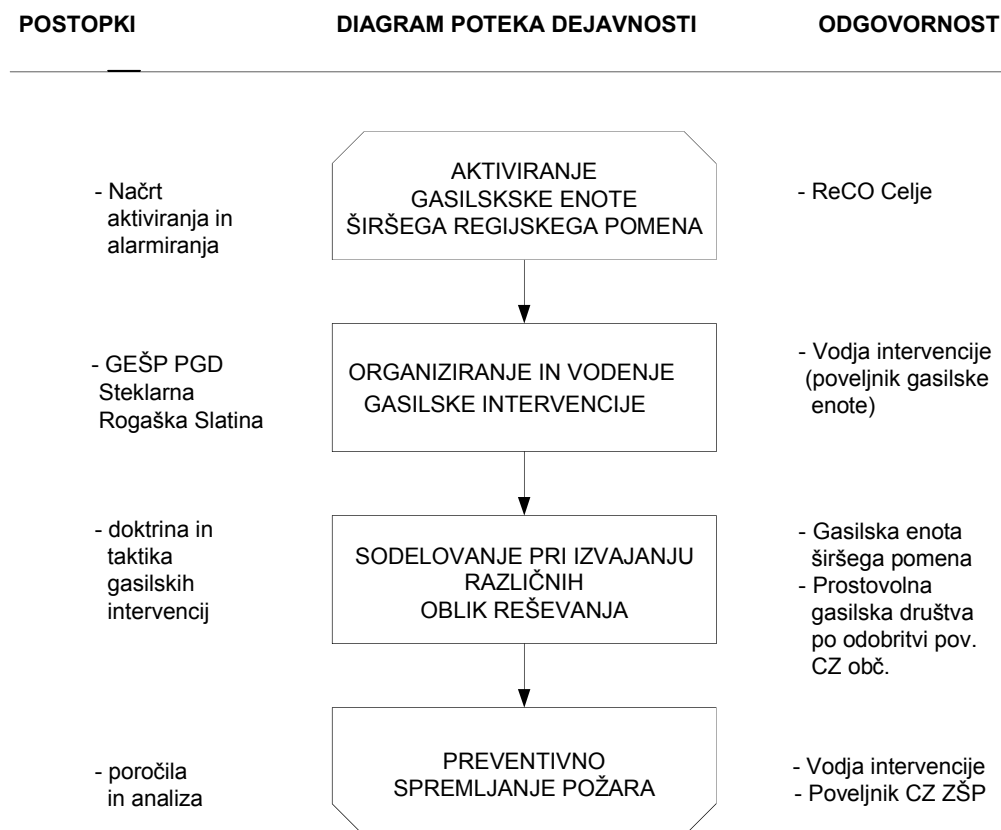 POSTOPKI DIAGRAM POTEKA DEJAVNOSTI ODGOVORNOST
- Načrt
aktiviranja in
alarmiranja
AKTIVIRANJE
GASILSKSKE ENOTE
ŠIRŠEGA REGIJSKEGA POMENA
- ReCO Celje
- GEŠP PGD
Steklarna
Rogaška Slatina
ORGANIZIRANJE IN VODENJE
GASILSKE INTERVENCIJE
- Vodja intervencije
(poveljnik gasilske
enote)
- doktrina in
taktika
gasilskih
intervencij
SODELOVANJE PRI IZVAJANJU
RAZLIČNIH
OBLIK REŠEVANJA
- Gasilska enota
širšega pomena
- Prostovolna
gasilska društva
po odobritvi pov.
CZ obč.
- poročila
in analiza
PREVENTIVNO
SPREMLJANJE POŽARA
- Vodja intervencije
- Poveljnik CZ ZŠP